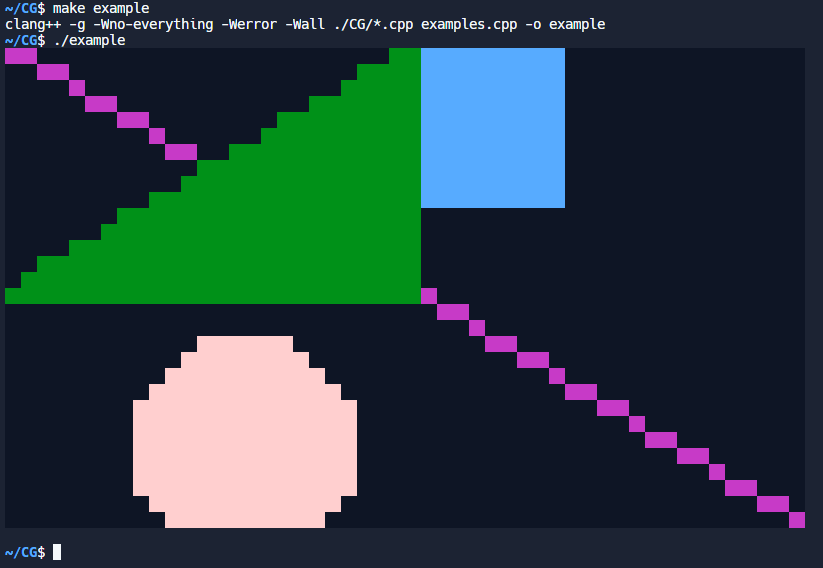 ~/CG$ make example
clang++ -g -Wno-everything -Werror -Wall ./CG/*.cpp examples.cpp -o example
~/CG$ ./example
~/CG$